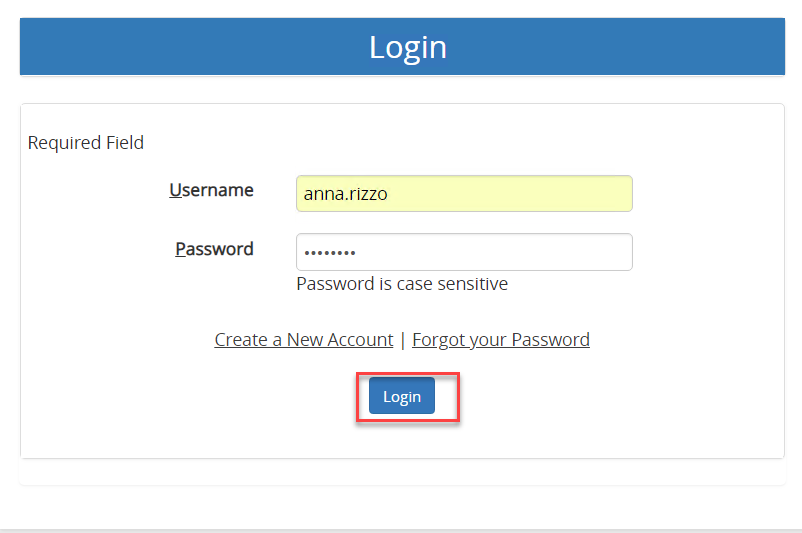 Login
Required Field
Username
anna.rizzo
Password
••••••••
Password is case sensitive
Create a New Account | Forgot your Password
Login